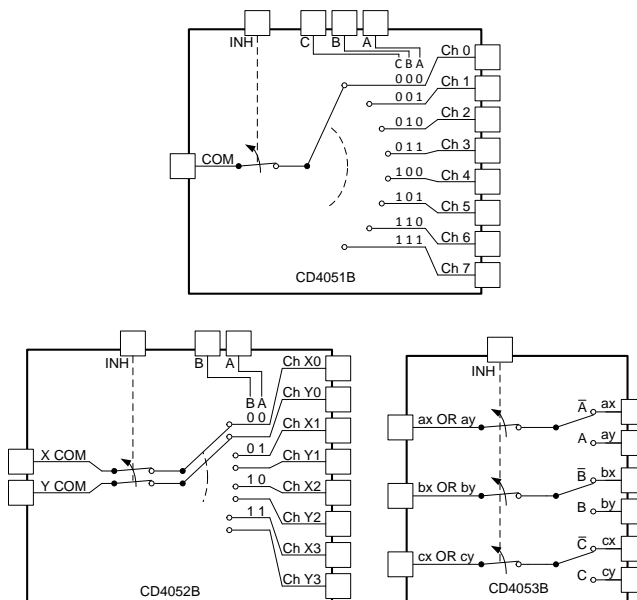 INH C B A
C B A
Ch 0
0 0 0
Ch 1
0 0 1
Ch 2
0 1 0
Ch 3
0 1 1
COM
Ch 4
1 0 0
Ch 5
1 0 1
Ch 6
1 1 0
Ch 7
1 1 1
CD4051B
INH B A
B A
Ch X0
0 0
Ch Y0
Ch X1
0 1
Ch Y1
X COM
Y COM
Ch X2
1 0
Ch Y2
1 1
Ch X3
Ch Y3
CD4052B
INH
A̅ ax
ax OR ay
A ay
B̅ bx
bx OR by
B by
C̅ cx
cx OR cy
C cy
CD4053B